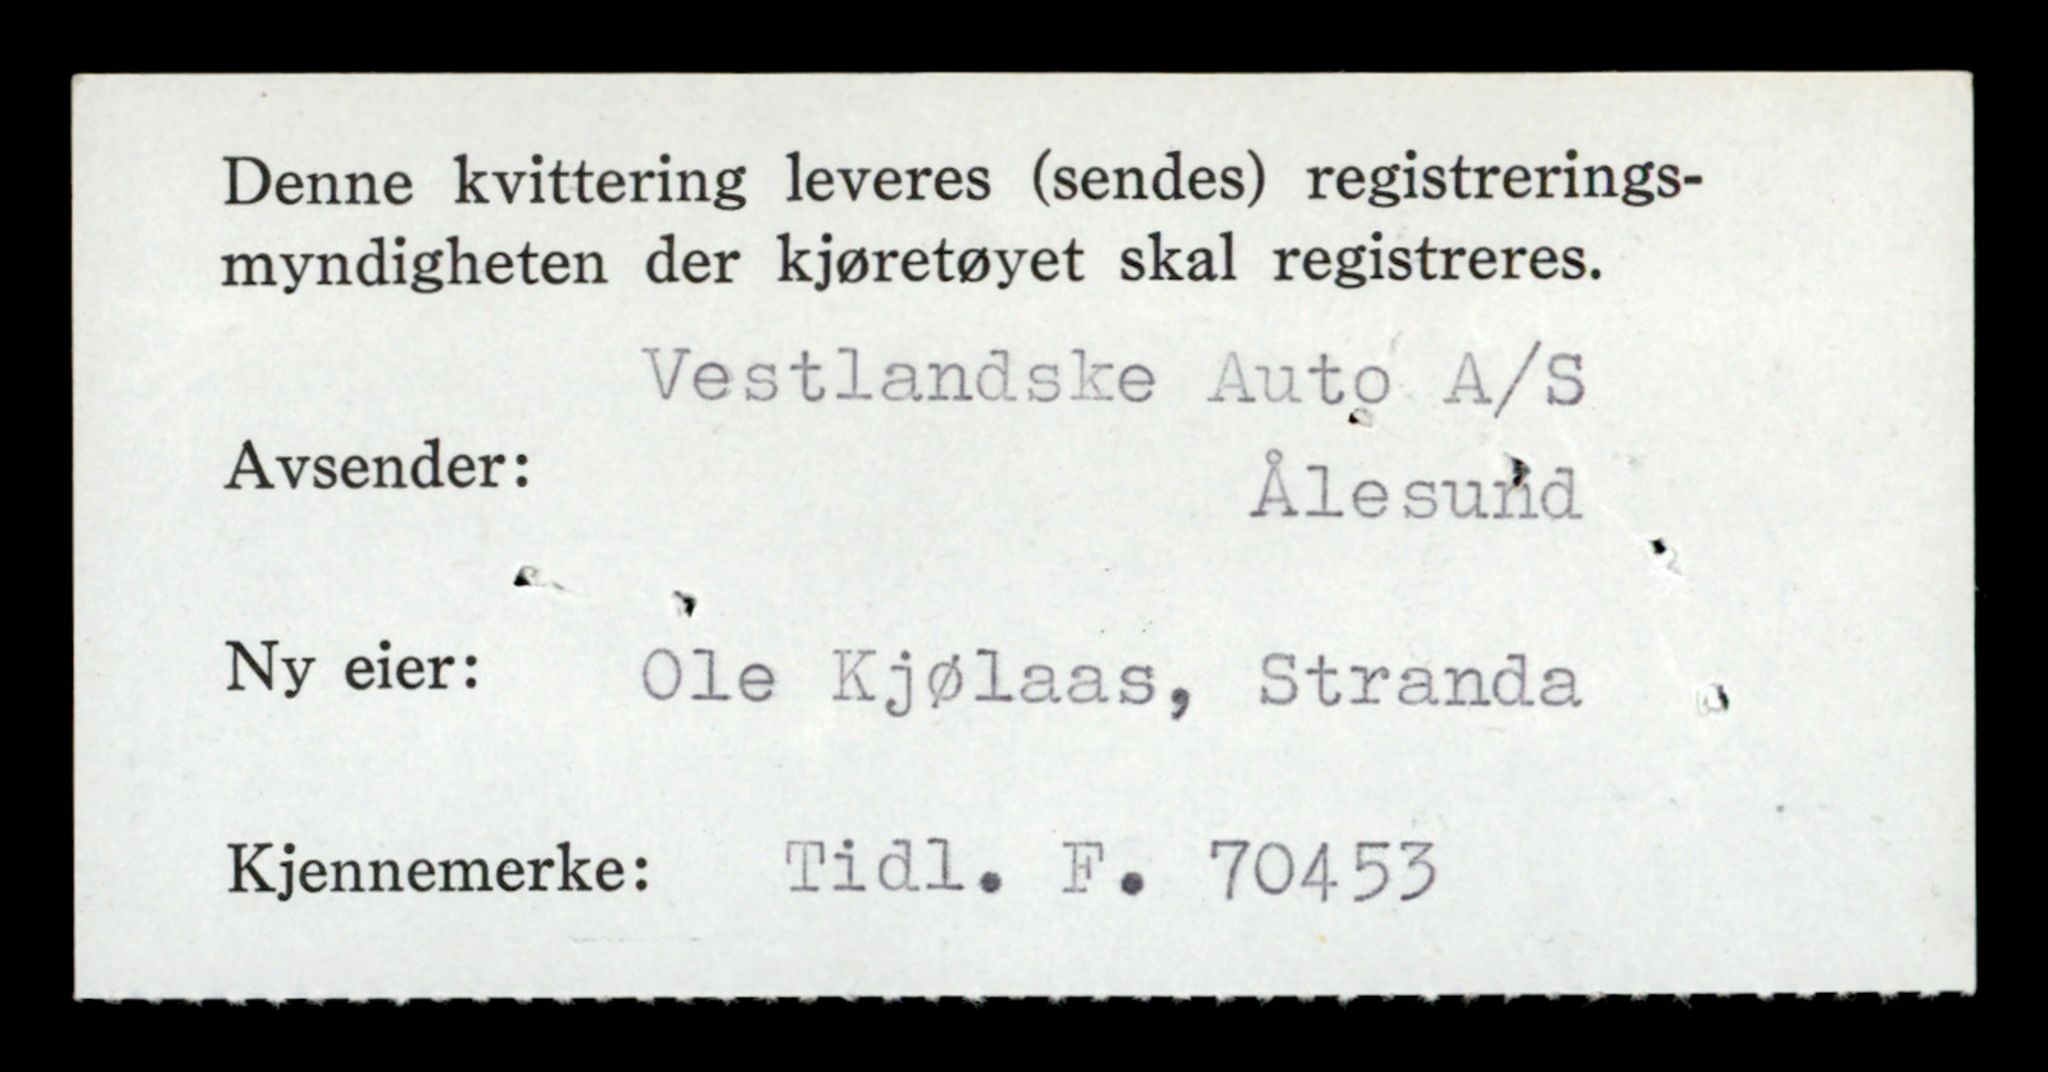 Denne kvittering leveres (sendes) registrerings-
myndigheten der kjøretøyet skal registreres.
Vestlandske Auto A/S
Avsender:
Ålesund
Ny eier: Ole Kjølaas, Stranda
Kjennemerke: Tidl. F. 70453